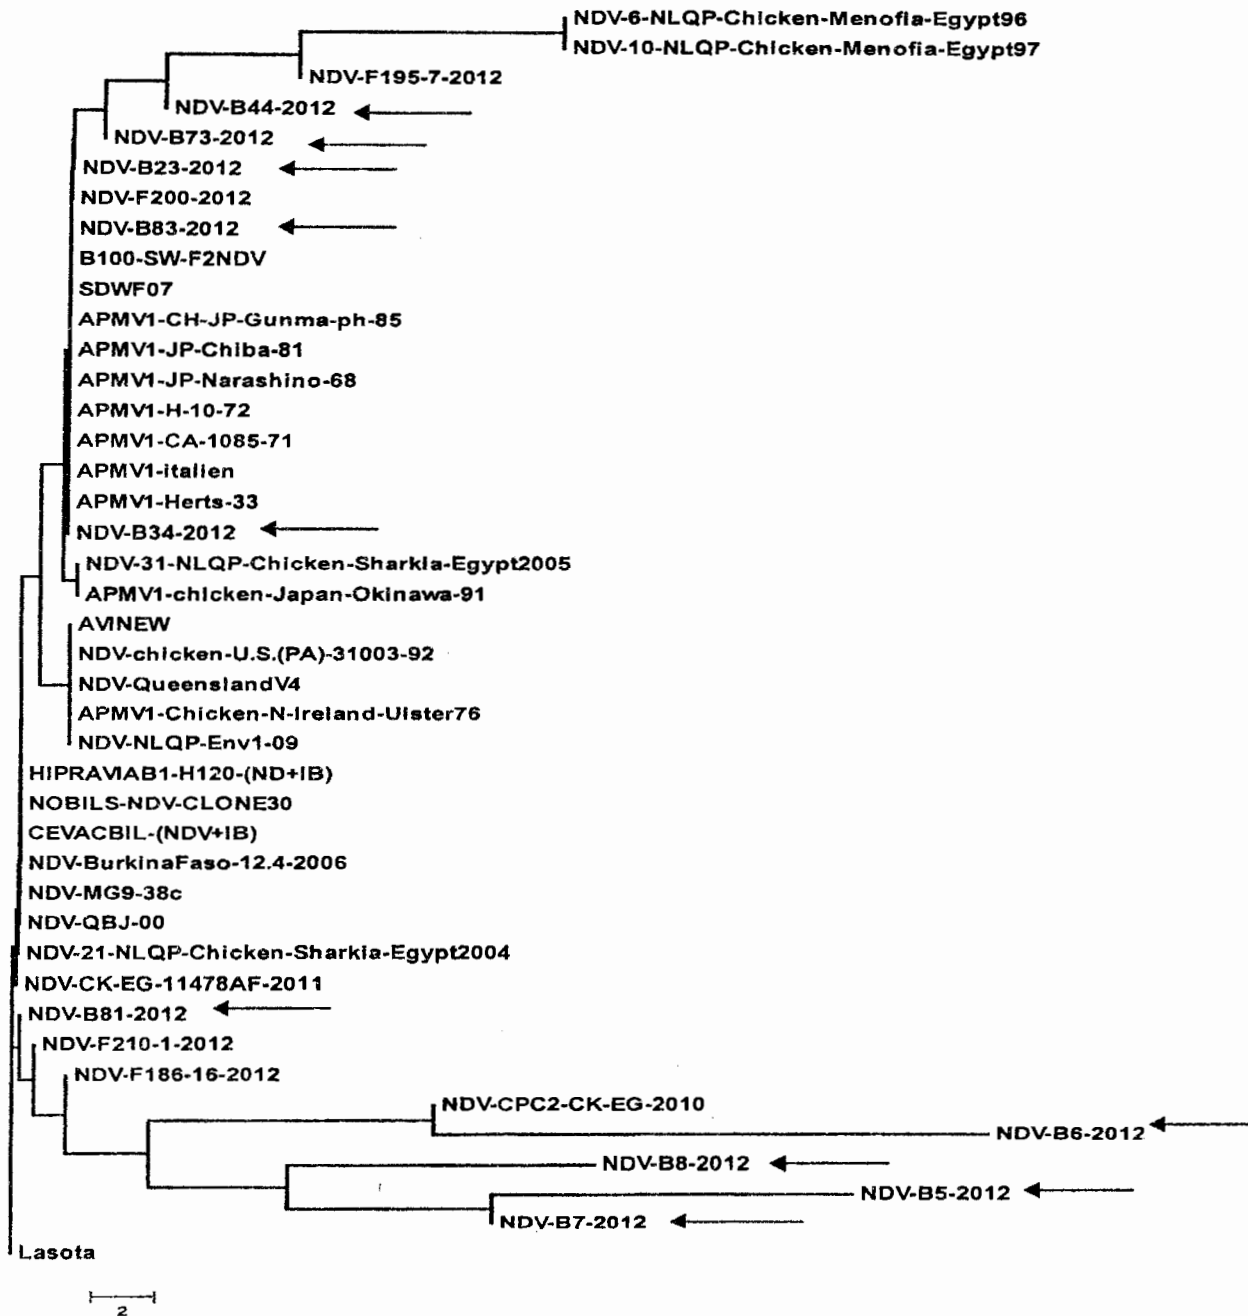 NDV-6-NLQP-Chicken-Menofia-Egypt96
NDV-10-NLQP-Chicken-Menofia-Egypt97
NDV-F195-7-2012
NDV-B44-2012
NDV-B73-2012
NDV-B23-2012
NDV-F200-2012
NDV-B83-2012
B100-SW-F2NDV
SDWF07
APMV1-CH-JP-Gunma-ph-85
APMV1-JP-Chiba-81
APMV1-JP-Narashino-68
APMV1-H-10-72
APMV1-CA-1085-71
APMV1-italien
APMV1-Herts-33
NDV-B34-2012
NDV-31-NLQP-Chicken-Sharkia-Egypt2005
APMV1-chicken-Japan-Okinawa-91
AVINEW
NDV-chicken-U.S.(PA)-31003-92
NDV-QueenslandV4
APMV1-Chicken-N-Ireland-Ulster76
NDV-NLQP-Env1-09
HIPRAVIAB1-H120-(ND+IB)
NOBILS-NDV-CLONE30
CEVACBIL-(NDV+IB)
NDV-BurkinaFaso-12.4-2006
NDV-MG9-38c
NDV-QBJ-00
NDV-21-NLQP-Chicken-Sharkia-Egypt2004
NDV-CK-EG-11478AF-2011
NDV-B81-2012
NDV-F210-1-2012
NDV-F186-16-2012
NDV-CPC2-CK-EG-2010
NDV-B6-2012
NDV-B8-2012
NDV-B5-2012
NDV-B7-2012
Lasota
2